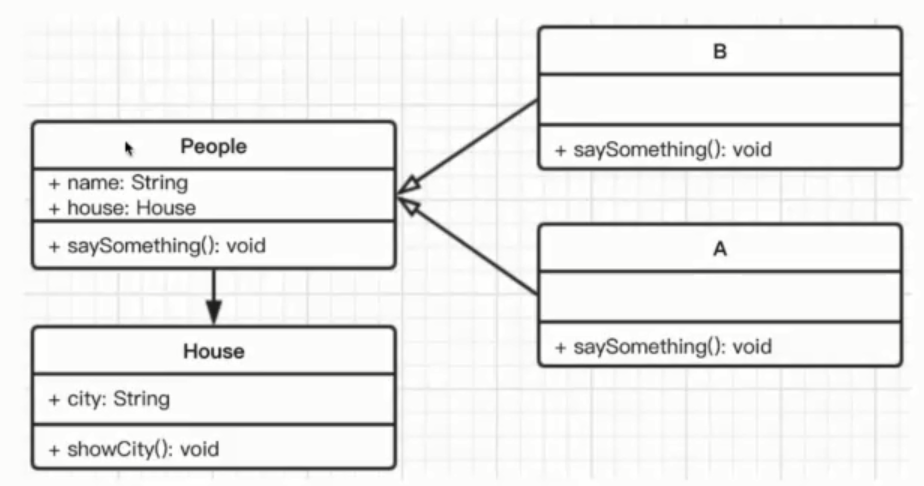 People
+ name: String
+ house: House
+ saySomething(): void
House
+ city: String
+ showCity(): void
B
+ saySomething(): void
A
+ saySomething(): void